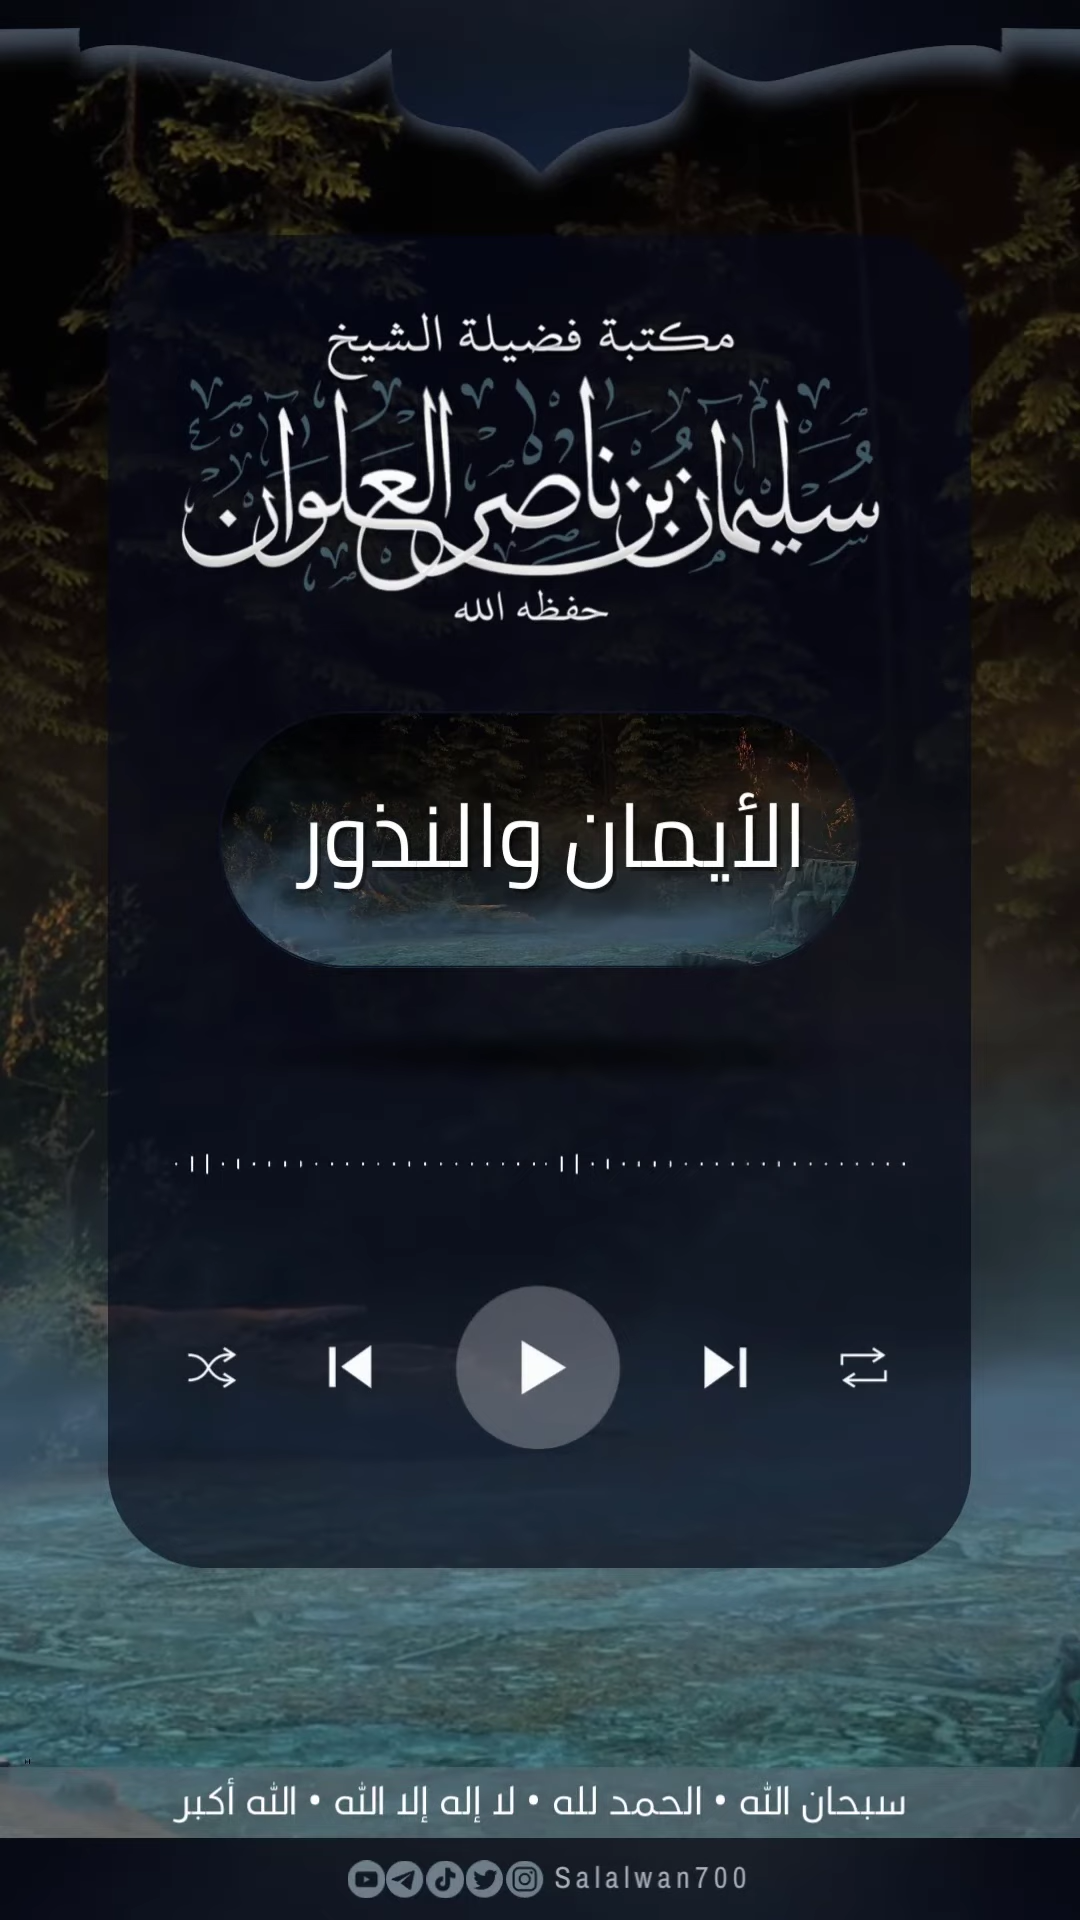 مكتبة فضيلة الشيخ
سليمان بن ناصر العلوان
حفظه الله
الأيمان والنذور
سبحان الله • الحمد لله • لا إله إلا الله • الله أكبر
Salalwan700